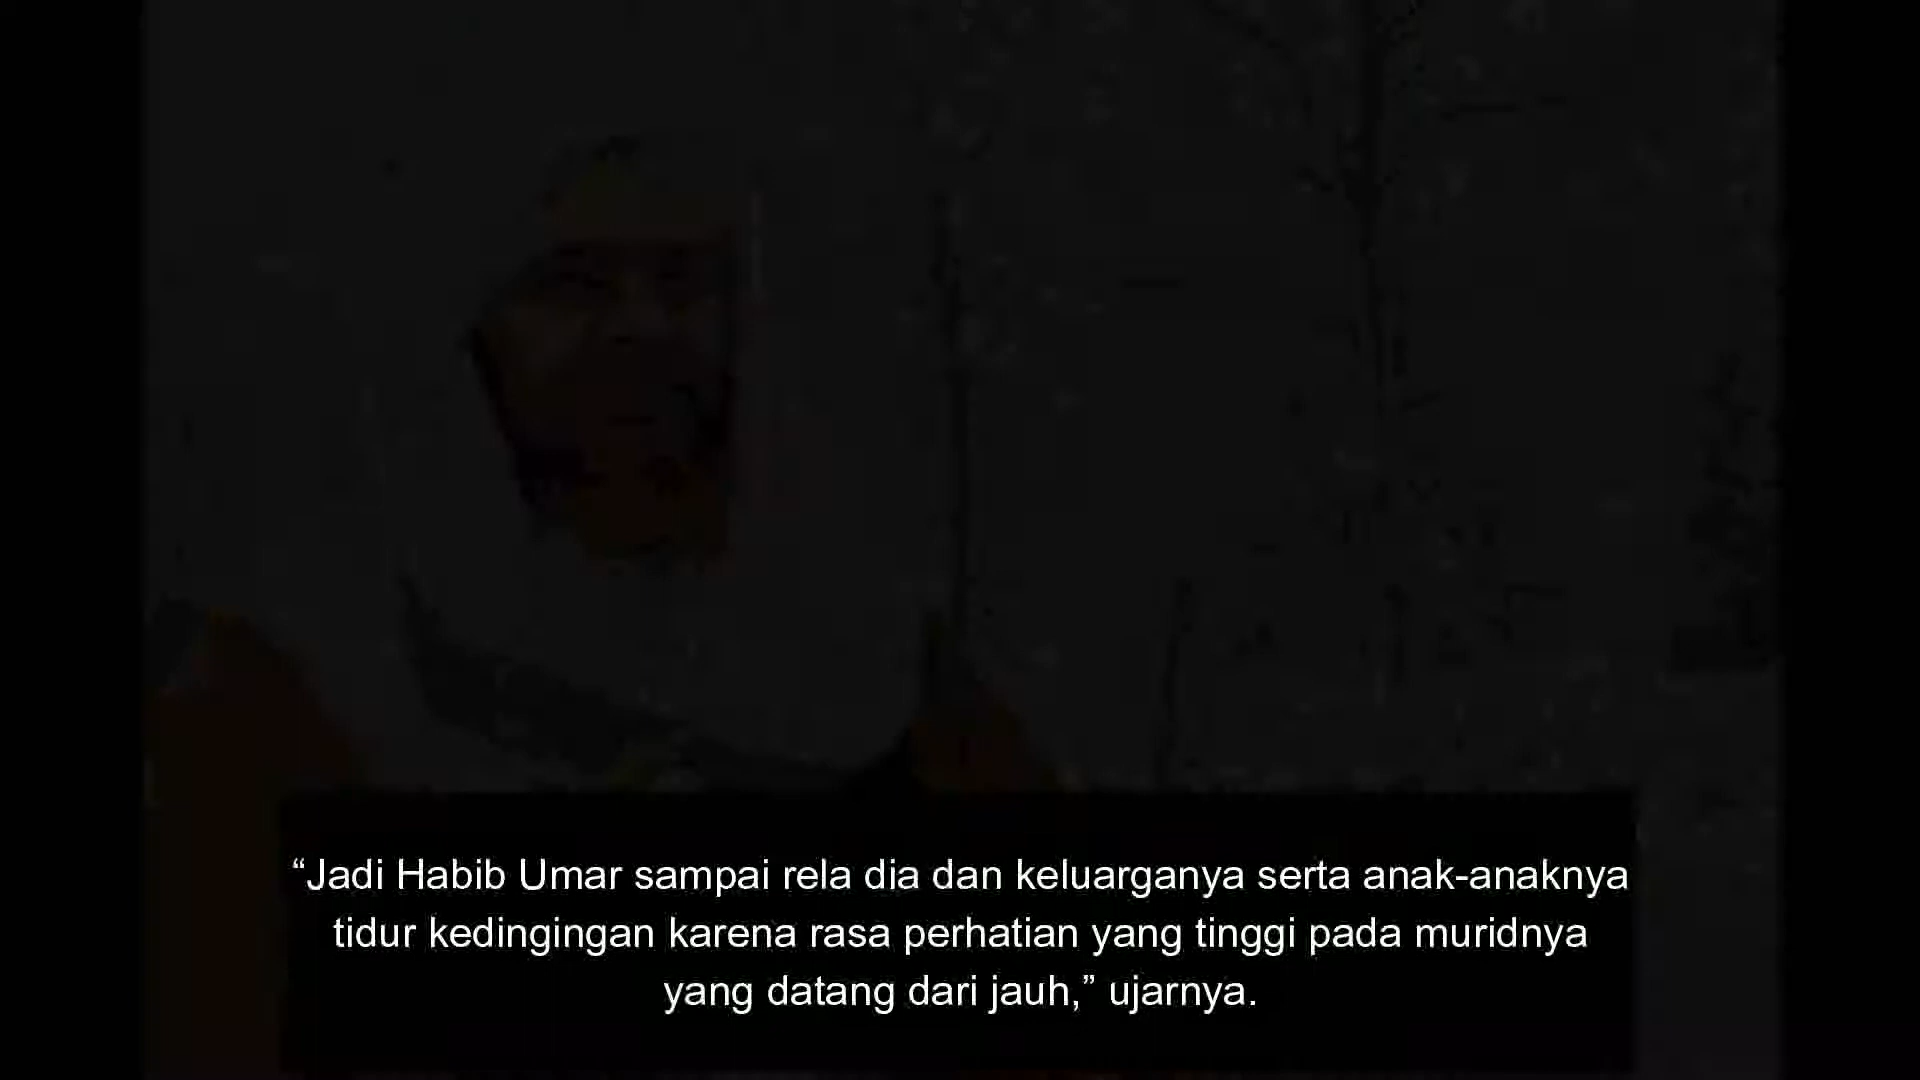 “Jadi Habib Umar sampai rela dia dan keluarganya serta anak-anaknya
tidur kedingingan karena rasa perhatian yang tinggi pada muridnya
yang datang dari jauh,” ujarnya.